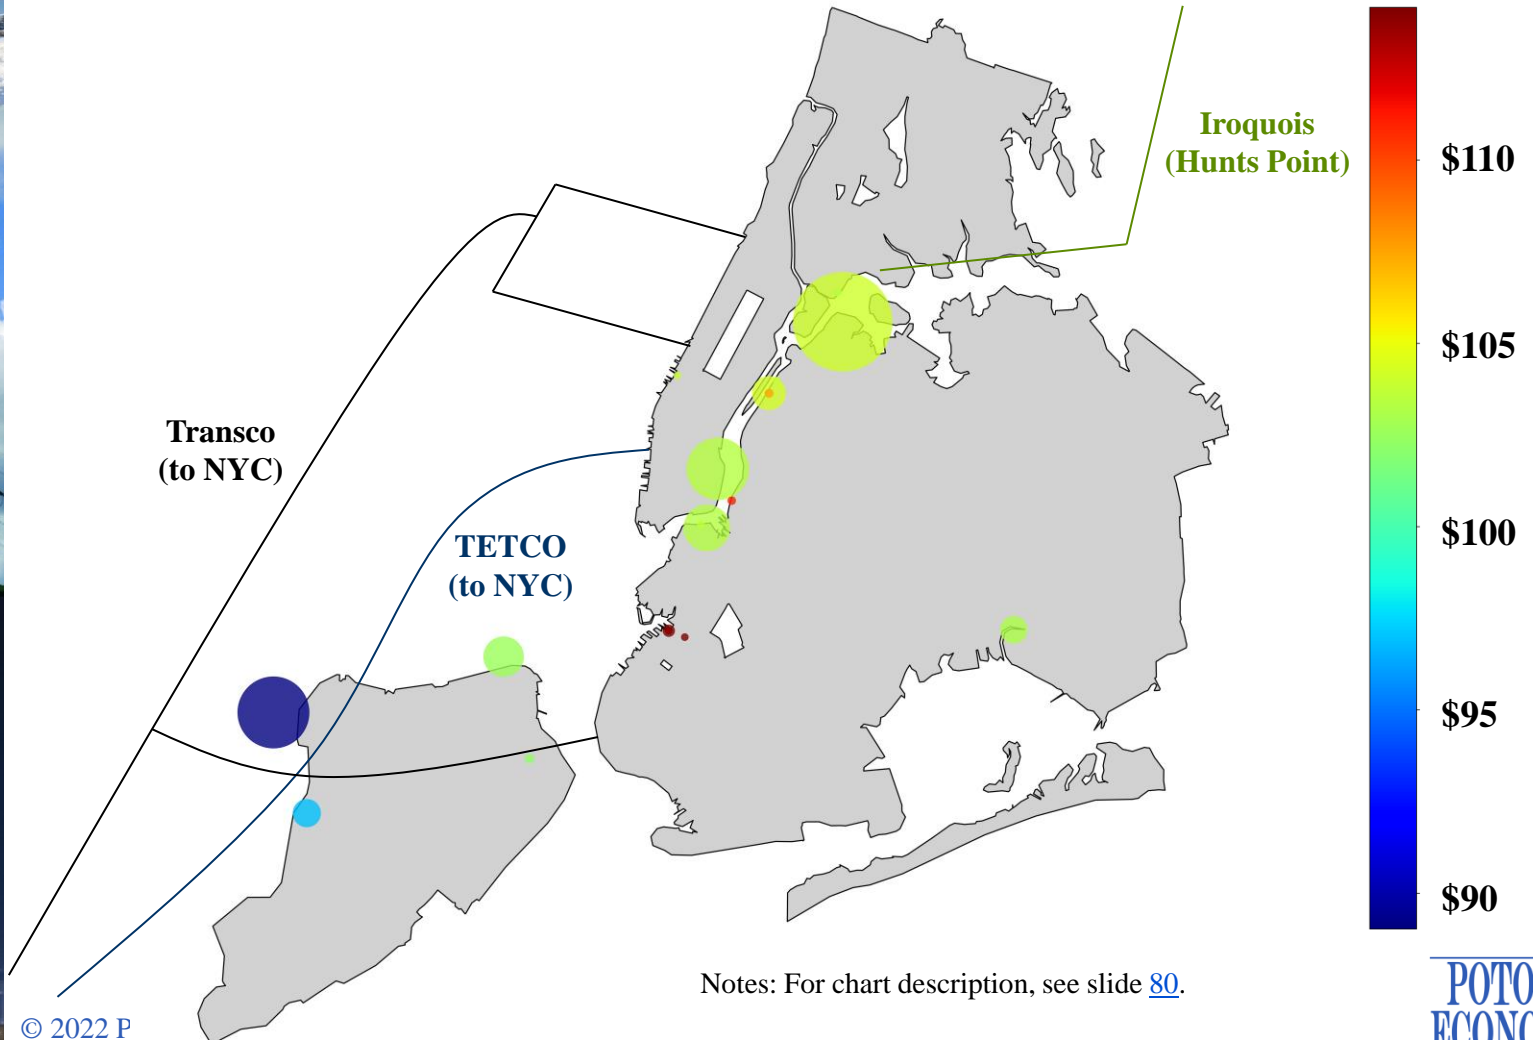 Iroquois
(Hunts Point)
$110
$105
Transco
(to NYC)
TETCO
(to NYC)
$100
$95
$90
Notes: For chart description, see slide 80.
© 2022 P